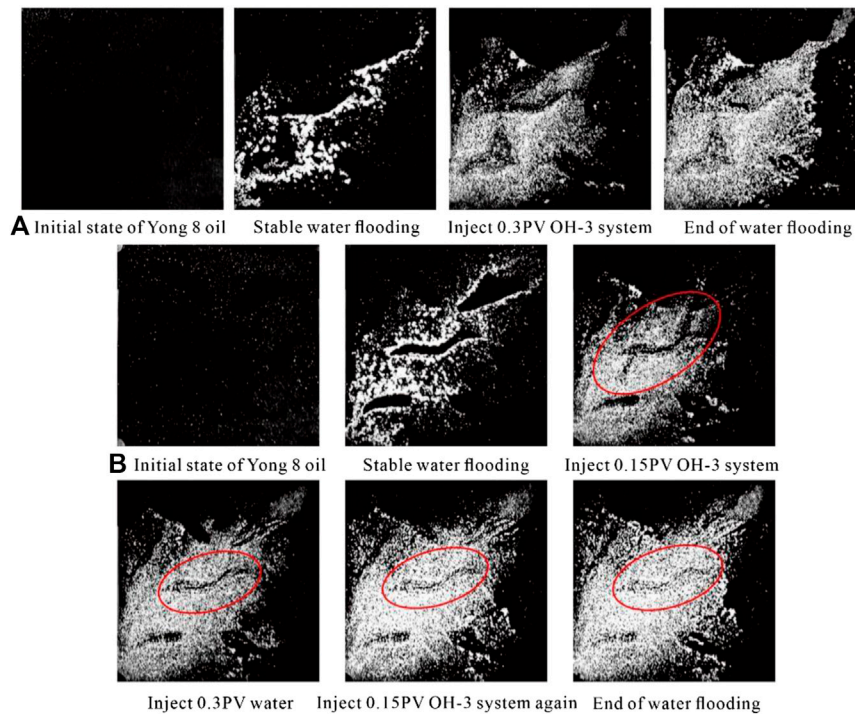 A Initial state of Yong 8 oil Stable water flooding Inject 0.3PV OH-3 system End of water flooding
B Initial state of Yong 8 oil Stable water flooding Inject 0.15PV OH-3 system
Inject 0.3PV water Inject 0.15PV OH-3 system again End of water flooding